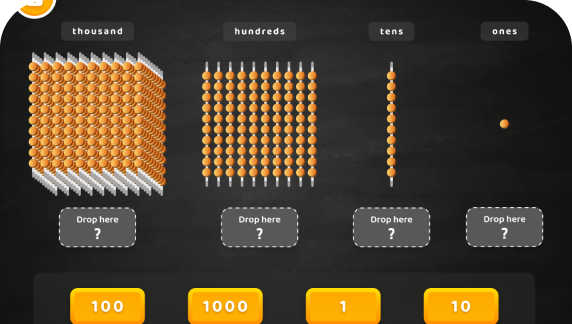 thousand
hundreds
tens
ones
Drop here
?
Drop here
?
Drop here
?
Drop here
?
100
1000
1
10